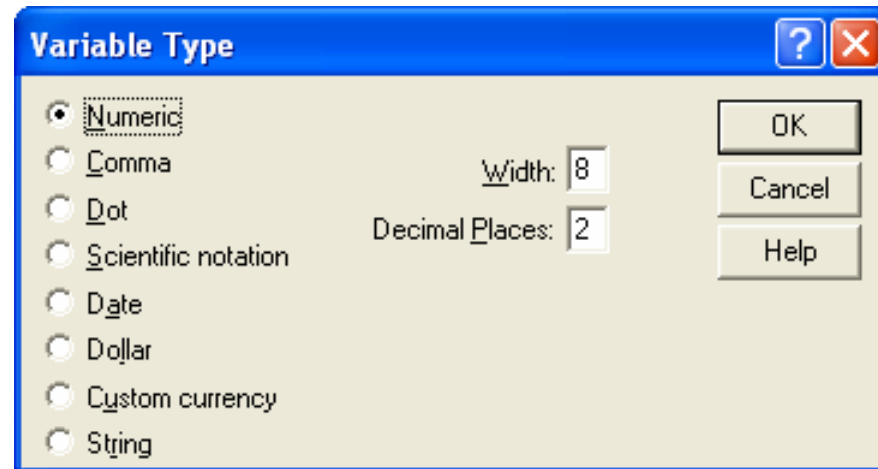 Variable Type
?
Numeric
Comma
Dot
Scientific notation
Date
Dollar
Custom currency
String
Width: 8
Decimal Places: 2
OK
Cancel
Help